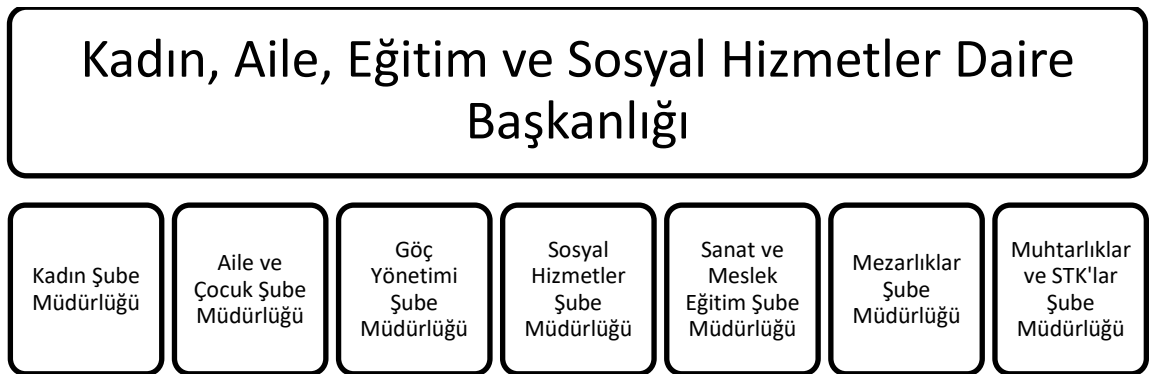 Kadın, Aile, Eğitim ve Sosyal Hizmetler Daire
Başkanlığı
Kadın Şube
Müdürlüğü
Aile ve
Çocuk Şube
Müdürlüğü
Göç
Yönetimi
Şube
Müdürlüğü
Sosyal
Hizmetler
Şube
Müdürlüğü
Sanat ve
Meslek
Eğitim Şube
Müdürlüğü
Mezarlıklar
Şube
Müdürlüğü
Muhtarlıklar
ve STK'lar
Şube
Müdürlüğü